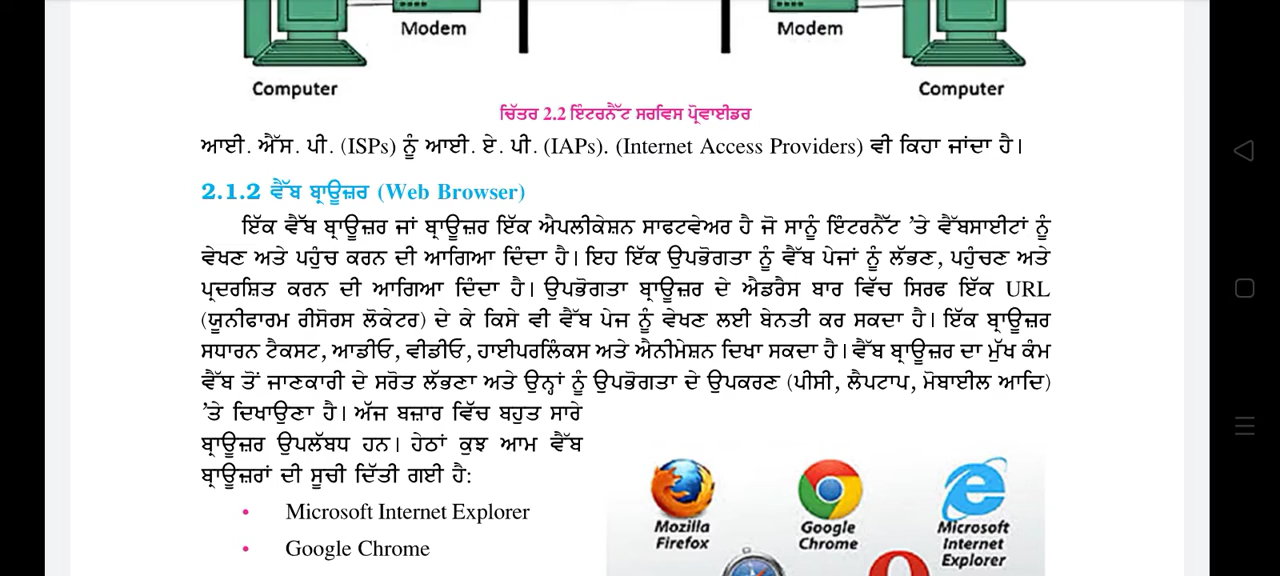 Modem
Modem
Computer
Computer
ਚਿੱਤਰ 2.2 ਇੰਟਰਨੈੱਟ ਸਰਵਿਸ ਪ੍ਰੋਵਾਈਡਰ
ਆਈ. ਐੱਸ. ਪੀ. (ISPs) ਨੂੰ ਆਈ. ਏ. ਪੀ. (IAPs). (Internet Access Providers) ਵੀ ਕਿਹਾ ਜਾਂਦਾ ਹੈ।
2.1.2 ਵੈੱਬ ਬ੍ਰਾਊਜ਼ਰ (Web Browser)
ਇੱਕ ਵੈੱਬ ਬ੍ਰਾਊਜ਼ਰ ਜਾਂ ਬ੍ਰਾਊਜ਼ਰ ਇੱਕ ਐਪਲੀਕੇਸ਼ਨ ਸਾਫਟਵੇਅਰ ਹੈ ਜੋ ਸਾਨੂੰ ਇੰਟਰਨੈੱਟ 'ਤੇ ਵੈੱਬਸਾਈਟਾਂ ਨੂੰ
ਵੇਖਣ ਅਤੇ ਪਹੁੰਚ ਕਰਨ ਦੀ ਆਗਿਆ ਦਿੰਦਾ ਹੈ। ਇਹ ਇੱਕ ਉਪਭੋਗਤਾ ਨੂੰ ਵੈੱਬ ਪੇਜਾਂ ਨੂੰ ਲੱਭਣ, ਪਹੁੰਚਣ ਅਤੇ
ਪ੍ਰਦਰਸ਼ਿਤ ਕਰਨ ਦੀ ਆਗਿਆ ਦਿੰਦਾ ਹੈ। ਉਪਭੋਗਤਾ ਬ੍ਰਾਊਜ਼ਰ ਦੇ ਐਡਰੈਸ ਬਾਰ ਵਿੱਚ ਸਿਰਫ ਇੱਕ URL
(ਯੂਨੀਫਾਰਮ ਰੀਸੋਰਸ ਲੋਕੇਟਰ) ਦੇ ਕੇ ਕਿਸੇ ਵੀ ਵੈੱਬ ਪੇਜ ਨੂੰ ਵੇਖਣ ਲਈ ਬੇਨਤੀ ਕਰ ਸਕਦਾ ਹੈ। ਇੱਕ ਬ੍ਰਾਊਜ਼ਰ
ਸਧਾਰਨ ਟੈਕਸਟ, ਆਡੀਓ, ਵੀਡੀਓ, ਹਾਈਪਰਲਿੰਕਸ ਅਤੇ ਐਨੀਮੇਸ਼ਨ ਦਿਖਾ ਸਕਦਾ ਹੈ। ਵੈੱਬ ਬ੍ਰਾਊਜ਼ਰ ਦਾ ਮੁੱਖ ਕੰਮ
ਵੈੱਬ ਤੋਂ ਜਾਣਕਾਰੀ ਦੇ ਸਰੋਤ ਲੱਭਣਾ ਅਤੇ ਉਨ੍ਹਾਂ ਨੂੰ ਉਪਭੋਗਤਾ ਦੇ ਉਪਕਰਣ (ਪੀਸੀ, ਲੈਪਟਾਪ, ਮੋਬਾਈਲ ਆਦਿ)
'ਤੇ ਦਿਖਾਉਣਾ ਹੈ। ਅੱਜ ਬਜ਼ਾਰ ਵਿੱਚ ਬਹੁਤ ਸਾਰੇ
ਬ੍ਰਾਊਜ਼ਰ ਉਪਲੱਬਧ ਹਨ। ਹੇਠਾਂ ਕੁਝ ਆਮ ਵੈੱਬ
ਬ੍ਰਾਊਜ਼ਰਾਂ ਦੀ ਸੂਚੀ ਦਿੱਤੀ ਗਈ ਹੈ:
• Microsoft Internet Explorer
• Google Chrome
Mozilla
Firefox
Google
Chrome
Microsoft
Internet
Explorer